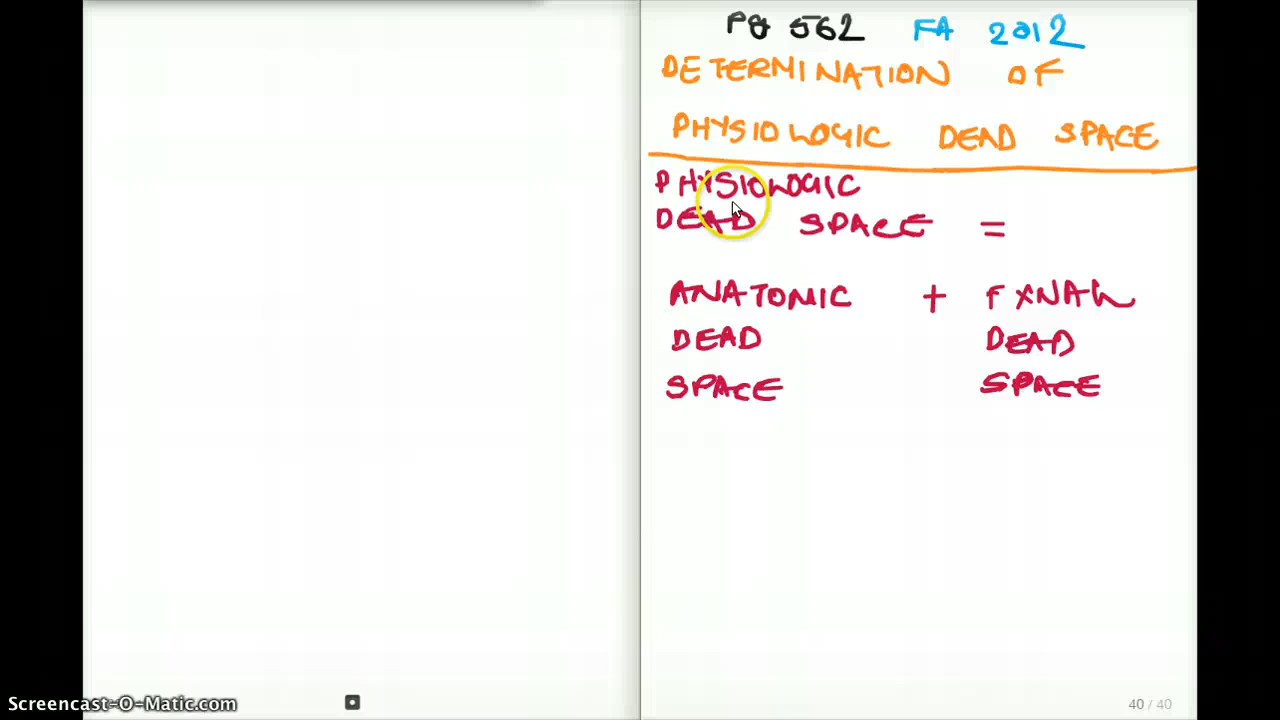 PG 562 FA 2012
DETERMINATION OF
PHYSIOLOGIC DEAD SPACE
PHYSIOLOGIC
DEAD SPACE =
ANATOMIC + FXNAL
DEAD DEAD
SPACE SPACE
Screencast-O-Matic.com
40 / 40